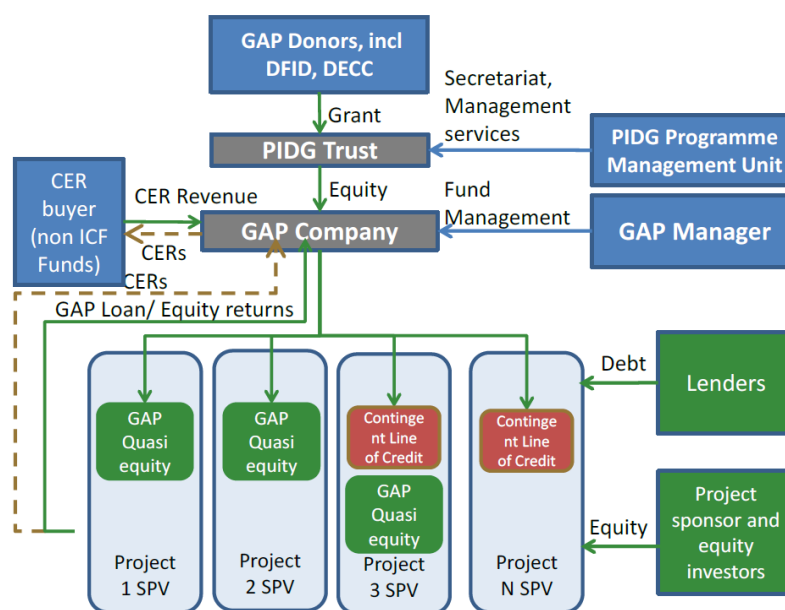 GAP Donors, incl
DFID, DECC
Secretariat,
Management
services
Grant
PIDG Trust
PIDG Programme
Management Unit
CER
buyer
(non ICF
Funds)
CER Revenue
Equity
Fund
Management
GAP Company
GAP Manager
CERs
CERs
GAP Loan/ Equity returns
GAP
Quasi
equity
Project
1 SPV
GAP
Quasi
equity
Project
2 SPV
Continge
nt Line
of Credit
GAP
Quasi
equity
Project
3 SPV
Continge
nt Line
of Credit
Project
N SPV
Debt
Lenders
Equity
Project
sponsor and
equity
investors